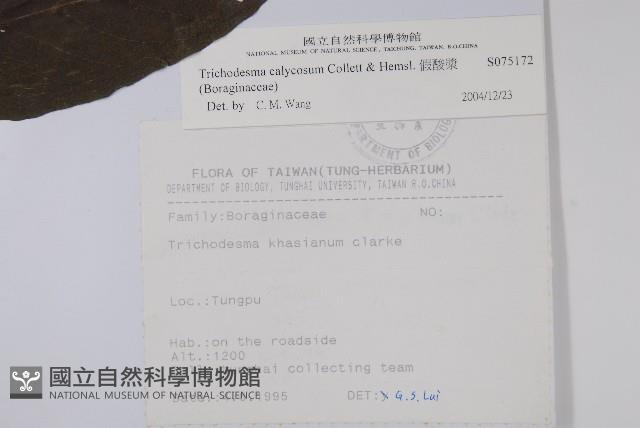 國立自然科學博物館
NATIONAL MUSEUM OF NATURAL SCIENCE, TAICHUNG, TAIWAN, R.O.CHINA
Trichodesma calycosum Collett & Hemsl. 假酸漿 S075172
(Boraginaceae)
Det. by C. M. Wang 2004/12/23
FLORA OF TAIWAN(TUNG-HERBARIUM)
DEPARTMENT OF BIOLOGY, TUNGHAI UNIVERSITY, TAIWAN R.O.CHINA
Family:Boraginaceae NO:
Trichodesma khasianum clarke
Loc.:Tungpu
Hab.:on the roadside
Alt.:1200
collecting team
1995 DET: G.S. Lui
國立自然科學博物館
NATIONAL MUSEUM OF NATURAL SCIENCE